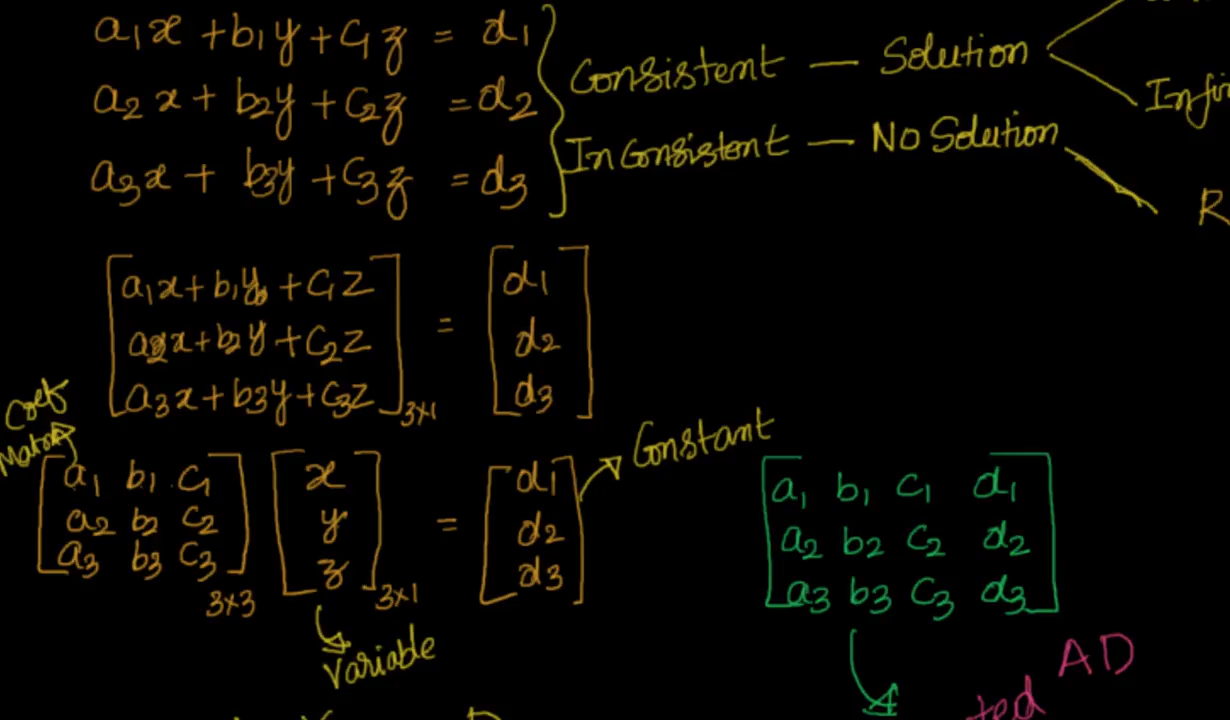 a1x + b1y + c1z = d1
a2x + b2y + c2z = d2
a3x + b3y + c3z = d3
Consistent — Solution
InConsistent — No Solution
R
a1x + b1y + c1z = d1
a2x + b2y + c2z d2
a3x + b3y + c3z 3×1 d3
Coef
a1 b1 c1 x = d1
a2 b2 c2 y d2
a3 b3 c3 3×3 z 3×1 d3
Constant
Variable
a1 b1 c1 d1
a2 b2 c2 d2
a3 b3 c3 d3
AD
ted